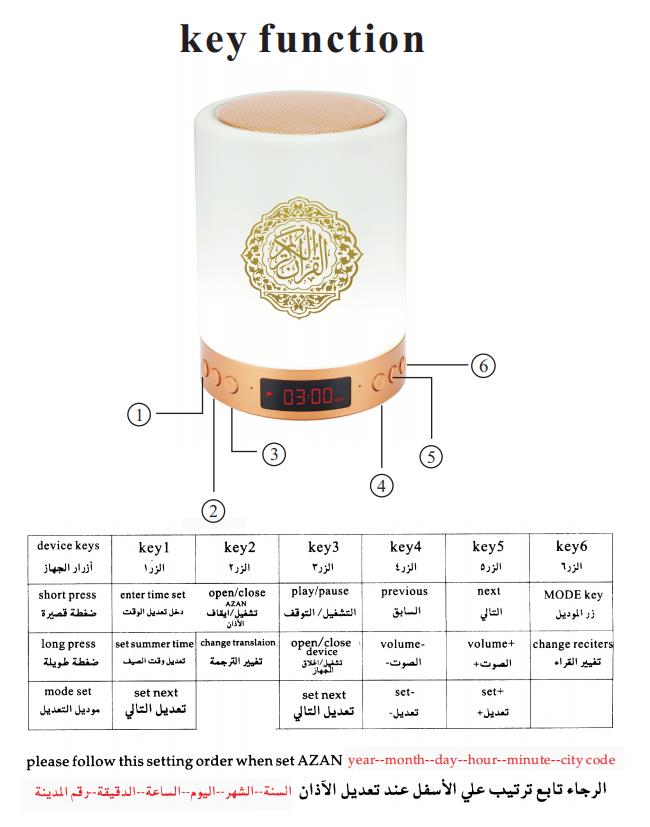 key function
القرآن الكريم
03:00
1
2
3
4
5
6
device keys key1 key2 key3 key4 key5 key6
أزرار الجهاز الزر١ الزر٢ الزر٣ الزر٤ الزر٥ الزر٦
short press enter time set open/close AZAN play/pause previous next MODE key
ضغطة قصيرة دخل تعديل الوقت تشغيل/ايقاف الأذان التشغيل/ التوقف السابق التالي زر الموديل
long press set summer time change translaion open/close device volume- volume+ change reciters
ضغطة طويلة تعديل وقت الصيف تغيير الترجمة تشغيل/اغلاق الجهاز الصوت- الصوت+ تغيير القراء
mode set set next set next set- set+
موديل التعديل تعديل التالي تعديل التالي تعديل- تعديل+
please follow this setting order when set AZAN year--month--day--hour--minute--city code
الرجاء تابع ترتيب علي الأسفل عند تعديل الآذان السنة--الشهر--اليوم--الساعة--الدقيقة--رقم المدينة